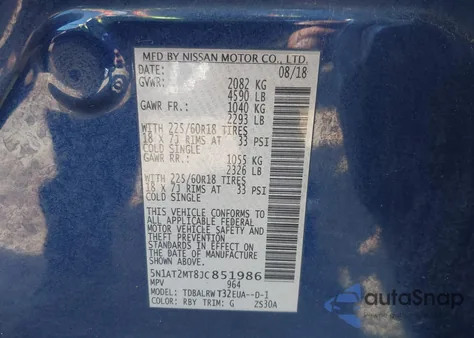 MFD BY NISSAN MOTOR CO., LTD.
DATE: 08/18
GVWR: 2082 KG
4590 LB
GAWR FR.: 1040 KG
2293 LB
WITH 225/60R18 TIRES
18 X 7J RIMS AT 33 PSI
COLD SINGLE
GAWR RR.: 1055 KG
2326 LB
WITH 225/60R18 TIRES
18 X 7J RIMS AT 33 PSI
COLD SINGLE
THIS VEHICLE CONFORMS TO
ALL APPLICABLE FEDERAL
MOTOR VEHICLE SAFETY
STANDARDS IN EFFECT ON
THE DATE OF MANUFACTURE
SHOWN ABOVE.
5N1AT2MT8JC851986
MPV 964
MODEL: TDBALRWT32EUA--D-1
COLOR: RBY TRIM: G ZS30A
autoSnap